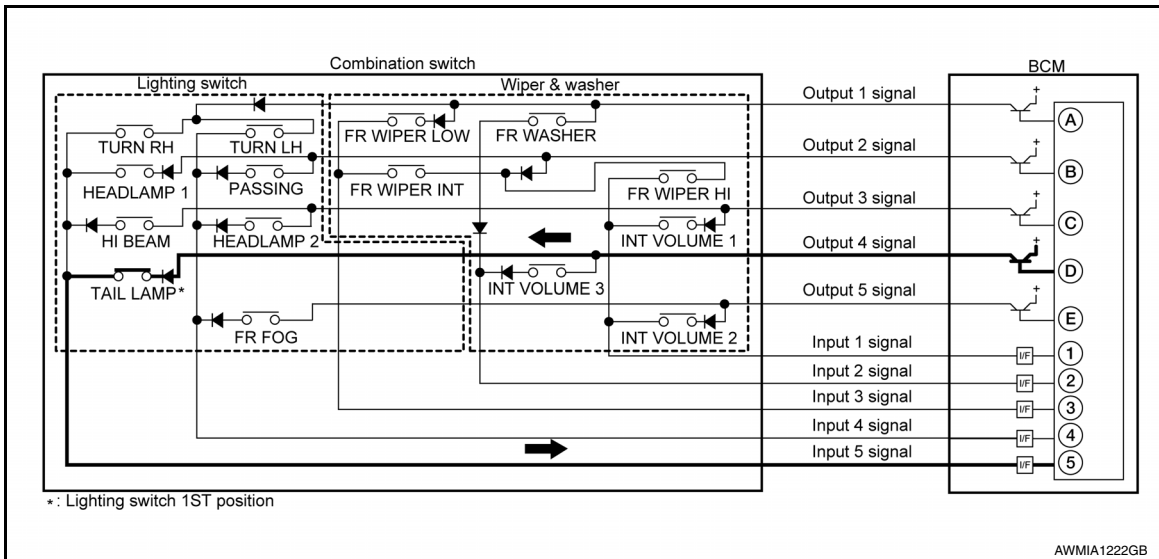 Combination switch
BCM
Lighting switch
Wiper & washer
Output 1 signal
A
TURN RH
TURN LH
FR WIPER LOW
FR WASHER
Output 2 signal
B
HEADLAMP 1
PASSING
FR WIPER INT
FR WIPER HI
Output 3 signal
C
HI BEAM
HEADLAMP 2
INT VOLUME 1
Output 4 signal
D
TAIL LAMP*
INT VOLUME 3
Output 5 signal
E
FR FOG
INT VOLUME 2
Input 1 signal
I/F
1
Input 2 signal
I/F
2
Input 3 signal
I/F
3
Input 4 signal
I/F
4
Input 5 signal
I/F
5
*: Lighting switch 1ST position
AWMIA1222GB